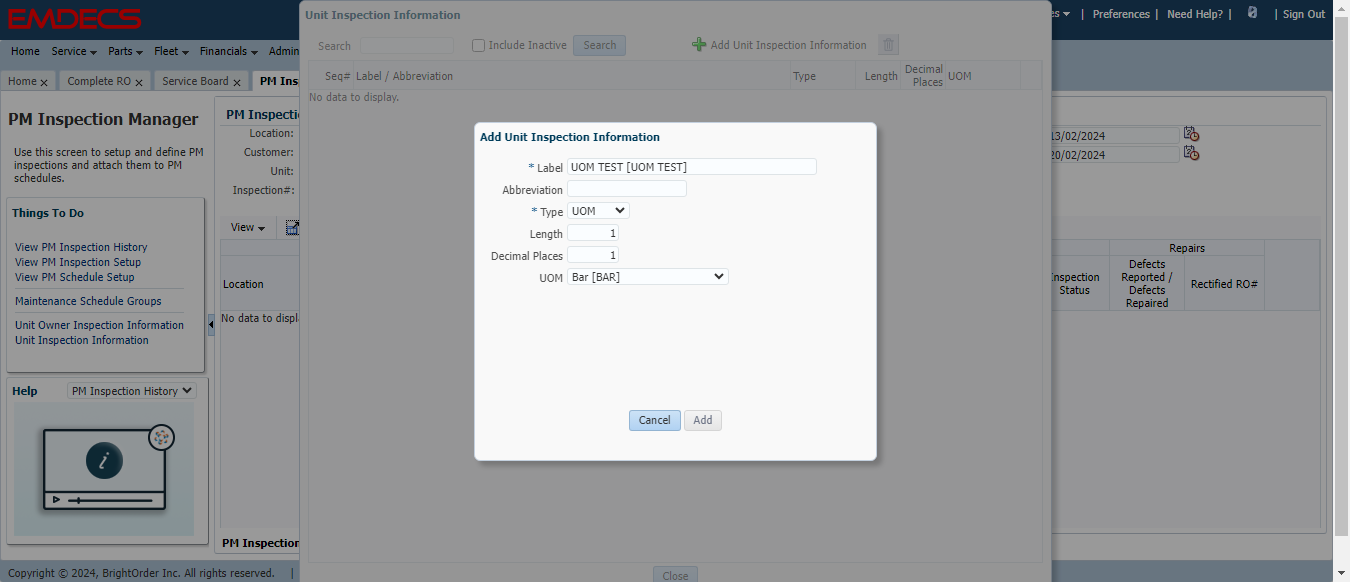 EMDECS
es
Preferences |
Need Help? |
| Sign Out
Home
Service
Parts
Fleet
Financials
Admin
Home x
Complete RO x
Service Board x
PM Ins
PM Inspection Manager
Use this screen to setup and define PM
inspections and attach them to PM
schedules.
Things To Do
View PM Inspection History
View PM Inspection Setup
View PM Schedule Setup
Maintenance Schedule Groups
Unit Owner Inspection Information
Unit Inspection Information
Help
PM Inspection History
i
PM Inspecti
Location:
Customer:
Unit:
Inspection#:
View
Location
No data to displ
PM Inspection
Unit Inspection Information
Search
Include Inactive
Search
Add Unit Inspection Information
Seq#
Label / Abbreviation
Type
Length
Decimal
Places
UOM
No data to display.
Add Unit Inspection Information
* Label
UOM TEST [UOM TEST]
Abbreviation
* Type
UOM
Length
1
Decimal Places
1
UOM
Bar [BAR]
Cancel
Add
Close
13/02/2024
20/02/2024
Repairs
Inspection
Status
Defects
Reported /
Defects
Repaired
Rectified RO#
Copyright © 2024, BrightOrder Inc. All rights reserved. |